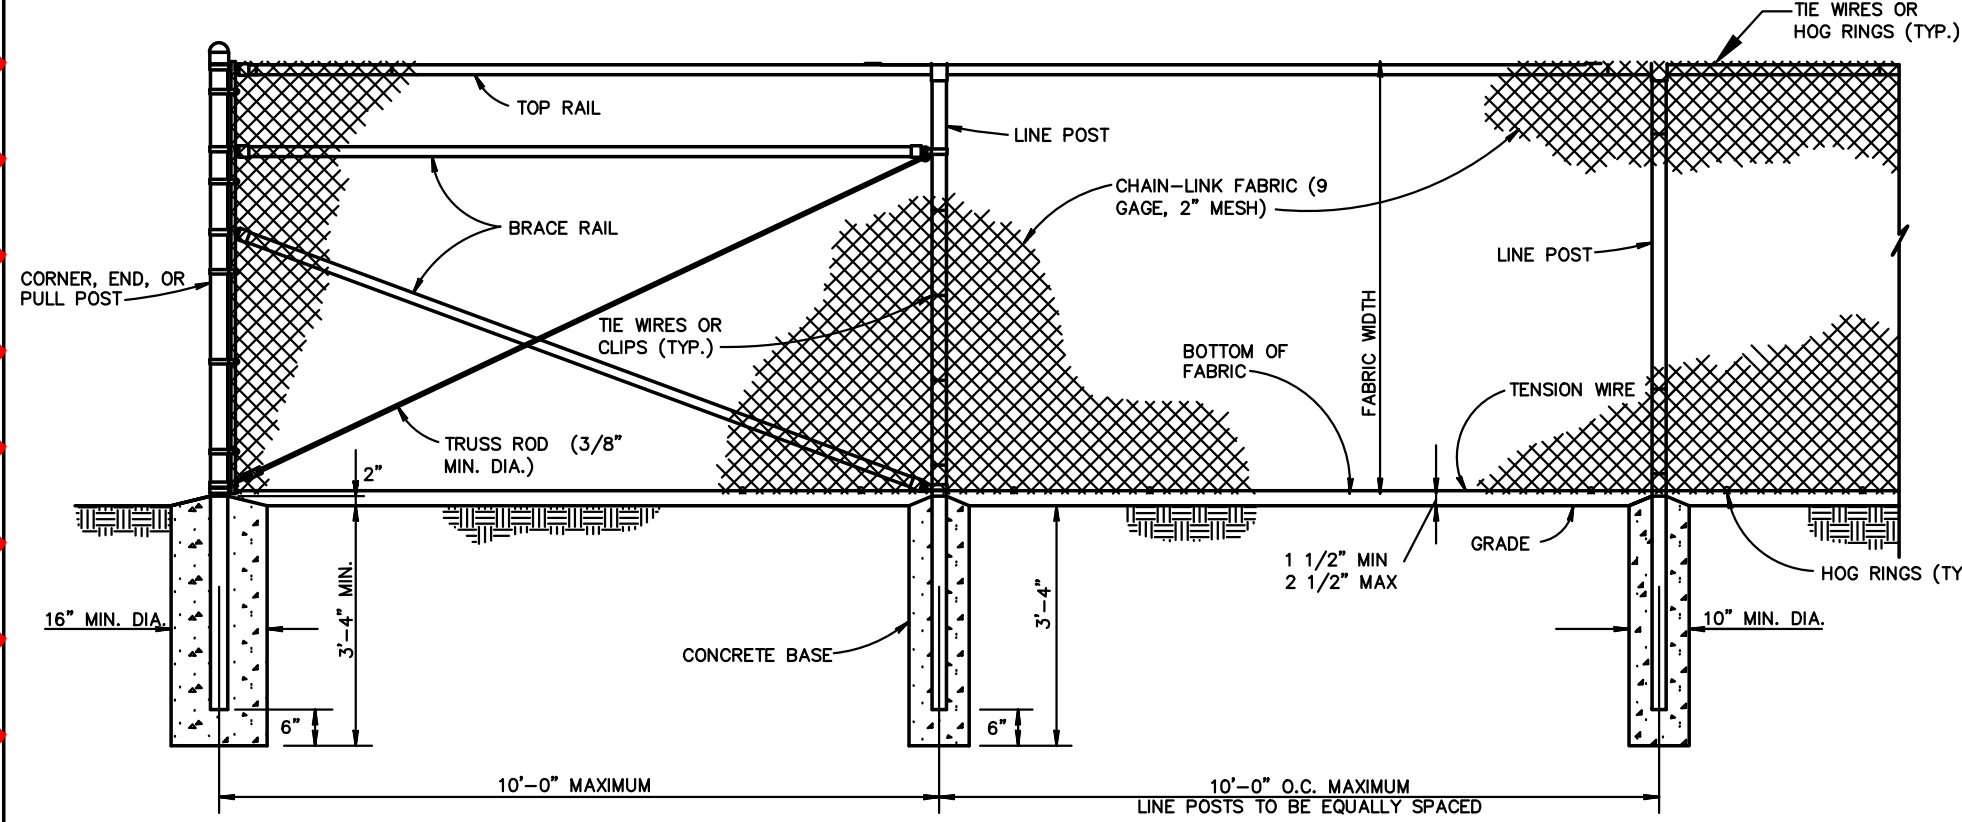 TIE WIRES OR
HOG RINGS (TYP.)
TOP RAIL
LINE POST
CHAIN-LINK FABRIC (9
GAGE, 2" MESH)
BRACE RAIL
LINE POST
CORNER, END, OR
PULL POST
FABRIC WIDTH
TIE WIRES OR
CLIPS (TYP.)
BOTTOM OF
FABRIC
TENSION WIRE
TRUSS ROD (3/8"
MIN. DIA.)
2"
GRADE
1 1/2" MIN
2 1/2" MAX
HOG RINGS (TY
16" MIN. DIA.
3'-4" MIN.
3'-4"
10" MIN. DIA.
CONCRETE BASE
6"
6"
10'-0" MAXIMUM
10'-0" O.C. MAXIMUM
LINE POSTS TO BE EQUALLY SPACED